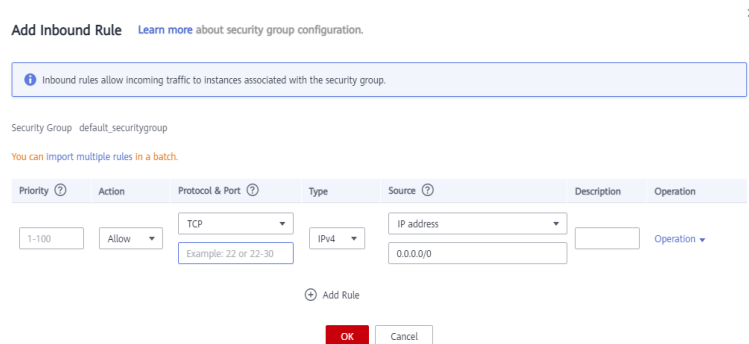 Add Inbound Rule Learn more about security group configuration.
Inbound rules allow incoming traffic to instances associated with the security group.
Security Group default_securitygroup
You can import multiple rules in a batch.
Priority Action Protocol & Port Type Source Description Operation
TCP IP address
1-100 Allow IPv4 Operation
Example: 22 or 22-30 0.0.0.0/0
Add Rule
OK Cancel